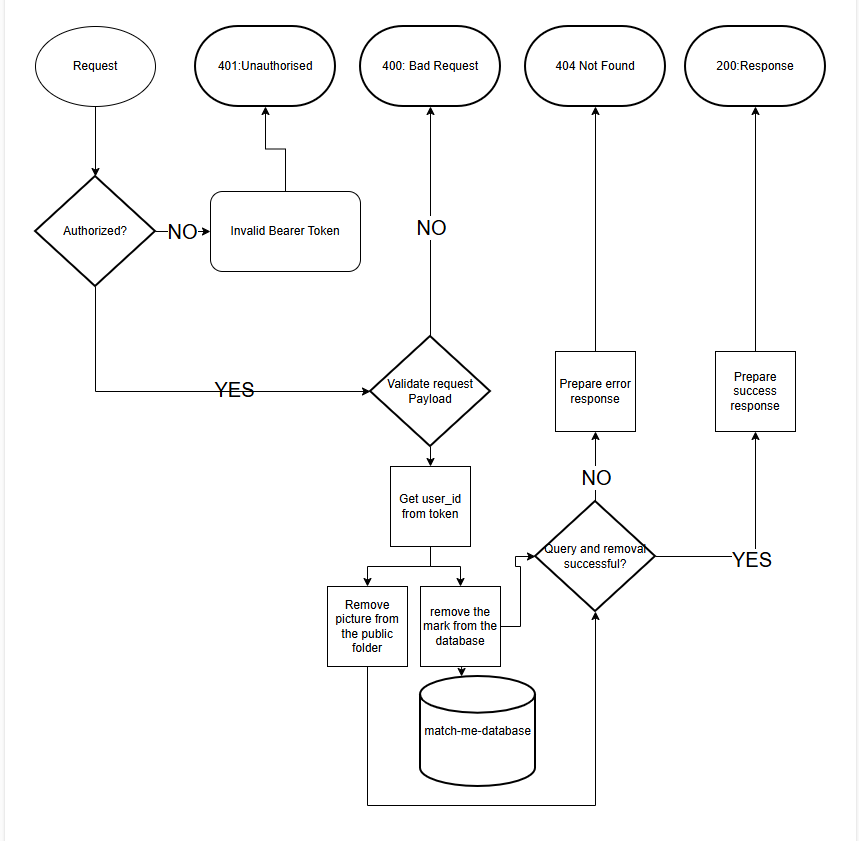 Request
401:Unauthorised
400: Bad Request
404 Not Found
200:Response
Authorized?
NO
Invalid Bearer Token
NO
YES
Validate request
Payload
Prepare error
response
Prepare
success
response
Get user_id
from token
NO
Query and removal
successful?
YES
Remove
picture from
the public
folder
remove the
mark from the
database
match-me-database